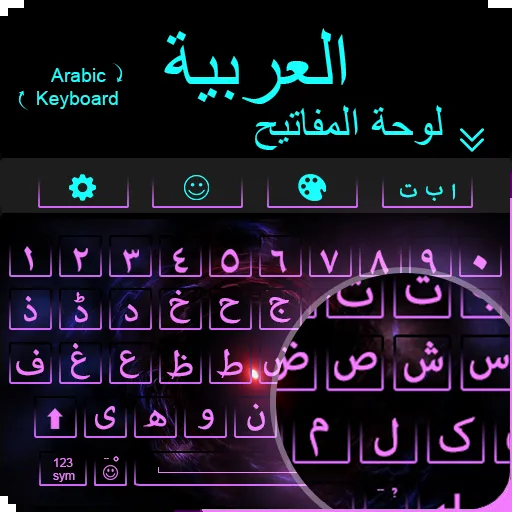 العربية
Arabic
Keyboard
لوحة المفاتيح
ا ب ت
١ ٢ ٣ ٤ ٥ ٦ ٧ ٨ ٩ ٠
ذ ڈ د خ ح ج ث ت
ف غ ع ظ ط ض ص ش س
ی ھ و ن م ل ک
123
sym
_ ?